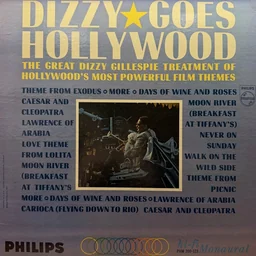 DIZZY★GOES
HOLLYWOOD
THE GREAT DIZZY GILLESPIE TREATMENT OF
HOLLYWOOD'S MOST POWERFUL FILM THEMES
THEME FROM EXODUS ◇ MORE ◇ DAYS OF WINE AND ROSES
CAESAR AND
CLEOPATRA
LAWRENCE OF
ARABIA
LOVE THEME
FROM LOLITA
MOON RIVER
(BREAKFAST
AT TIFFANY'S)
MOON RIVER
(BREAKFAST
AT TIFFANY'S)
NEVER ON
SUNDAY
WALK ON THE
WILD SIDE
THEME FROM
PICNIC
MORE ◇ DAYS OF WINE AND ROSES ◇ LAWRENCE OF ARABIA
CARIOCA (FLYING DOWN TO RIO) CAESAR AND CLEOPATRA
PHILIPS